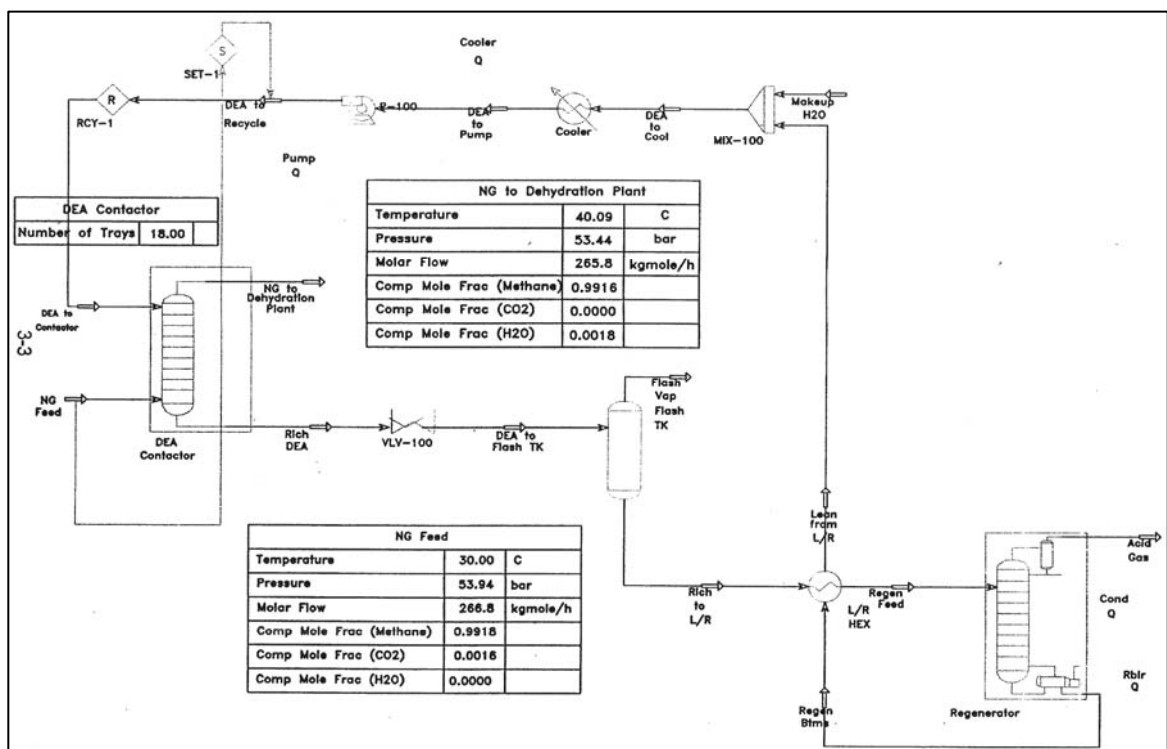 Cooler
Q
S
SET-1
R
RCY-1
DEA to
Recycle
P-100
DEA
to
Pump
Cooler
DEA
to
Cool
MIX-100
Makeup
H2O
Pump
Q
DEA Contactor
Number of Trays 18.00
NG to Dehydration Plant
Temperature 40.09 C
Pressure 53.44 bar
Molar Flow 265.8 kgmole/h
Comp Mole Frac (Methane) 0.9916
Comp Mole Frac (CO2) 0.0000
Comp Mole Frac (H2O) 0.0018
NG to
Dehydration
Plant
DEA to
Contactor
3-3
NG
Feed
DEA
Contactor
Rich
DEA
VLV-100
DEA to
Flash TK
Flash
Vap
Flash
TK
NG Feed
Temperature 30.00 C
Pressure 53.94 bar
Molar Flow 266.8 kgmole/h
Comp Mole Frac (Methane) 0.9918
Comp Mole Frac (CO2) 0.0016
Comp Mole Frac (H2O) 0.0000
Rich
to
L/R
Lean
from
L/R
L/R
HEX
Regen
Feed
Regen
Btms
Regenerator
Acid
Gas
Cond
Q
Rblr
Q